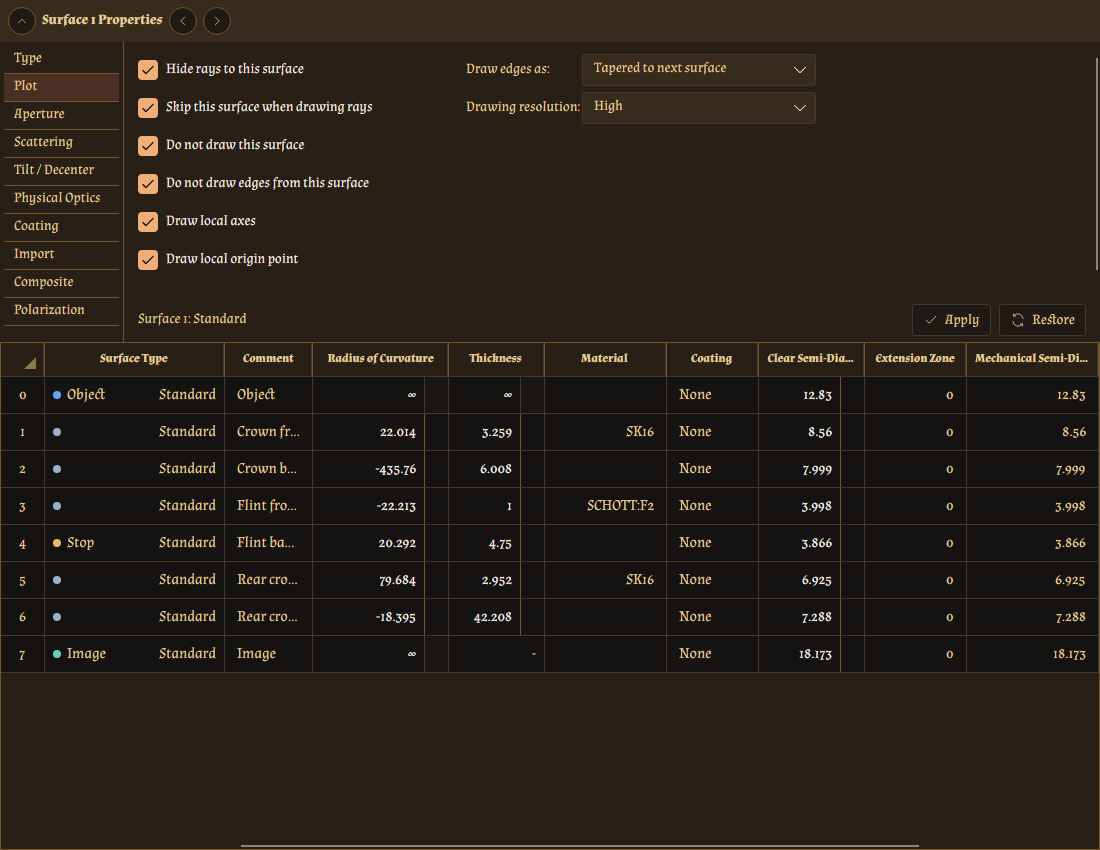 Surface 1 Properties
Type
Plot
Aperture
Scattering
Tilt / Decenter
Physical Optics
Coating
Import
Composite
Polarization
Hide rays to this surface
Skip this surface when drawing rays
Do not draw this surface
Do not draw edges from this surface
Draw local axes
Draw local origin point
Draw edges as: Tapered to next surface
Drawing resolution: High
Surface 1: Standard
Apply Restore
Surface Type Comment Radius of Curvature Thickness Material Coating Clear Semi-Dia... Extension Zone Mechanical Semi-Di...
0 Object Standard Object ∞ ∞ None 12.83 0 12.83
1 Standard Crown fr... 22.014 3.259 SK16 None 8.56 0 8.56
2 Standard Crown b... -435.76 6.008 None 7.999 0 7.999
3 Standard Flint fro... -22.213 1 SCHOTT:F2 None 3.998 0 3.998
4 Stop Standard Flint ba... 20.292 4.75 None 3.866 0 3.866
5 Standard Rear cro... 79.684 2.952 SK16 None 6.925 0 6.925
6 Standard Rear cro... -18.395 42.208 None 7.288 0 7.288
7 Image Standard Image ∞ - None 18.173 0 18.173